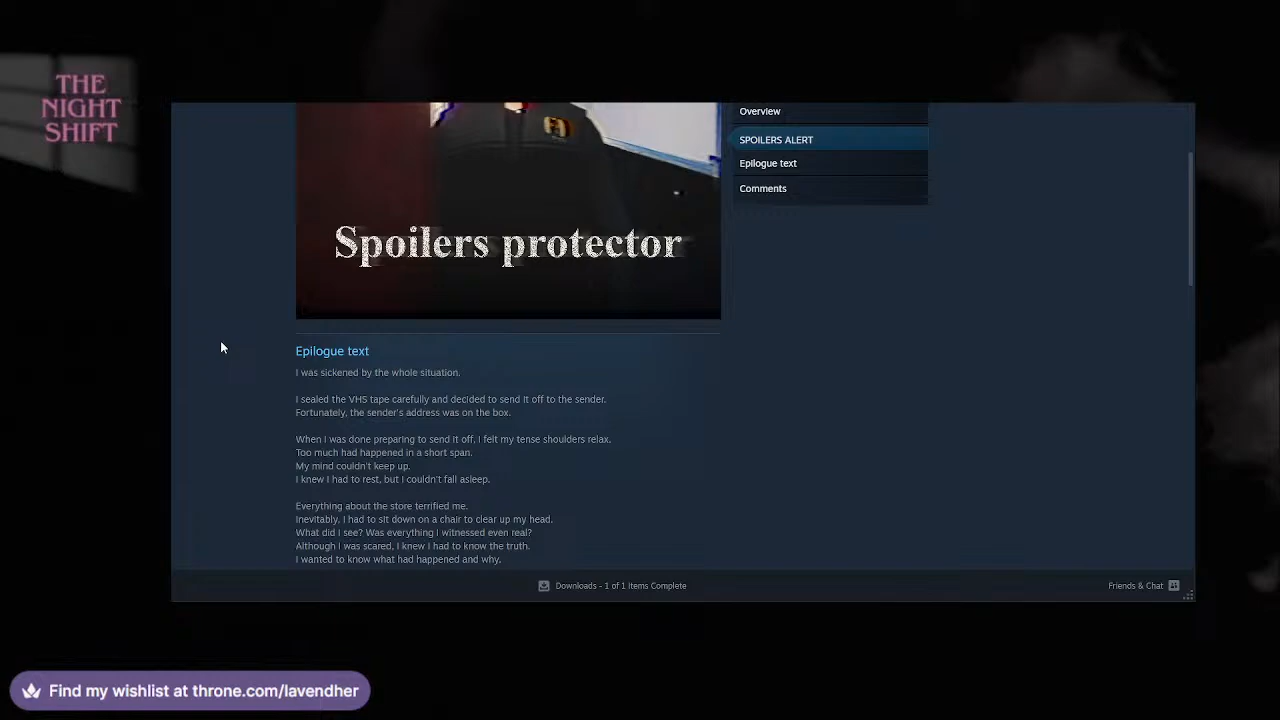 THE
NIGHT
SHIFT
Overview
SPOILERS ALERT
Epilogue text
Comments
Spoilers protector
Epilogue text
I was sickened by the whole situation.
I sealed the VHS tape carefully and decided to send it off to the sender.
Fortunately, the sender's address was on the box.
When I was done preparing to send it off, I felt my tense shoulders relax.
Too much had happened in a short span.
My mind couldn't keep up.
I knew I had to rest, but I couldn't fall asleep.
Everything about the store terrified me.
Inevitably, I had to sit down on a chair to clear up my head.
What did I see? Was everything I witnessed even real?
Although I was scared, I knew I had to know the truth.
I wanted to know what had happened and why.
Downloads - 1 of 1 Items Complete
Friends & Chat
Find my wishlist at throne.com/lavendher